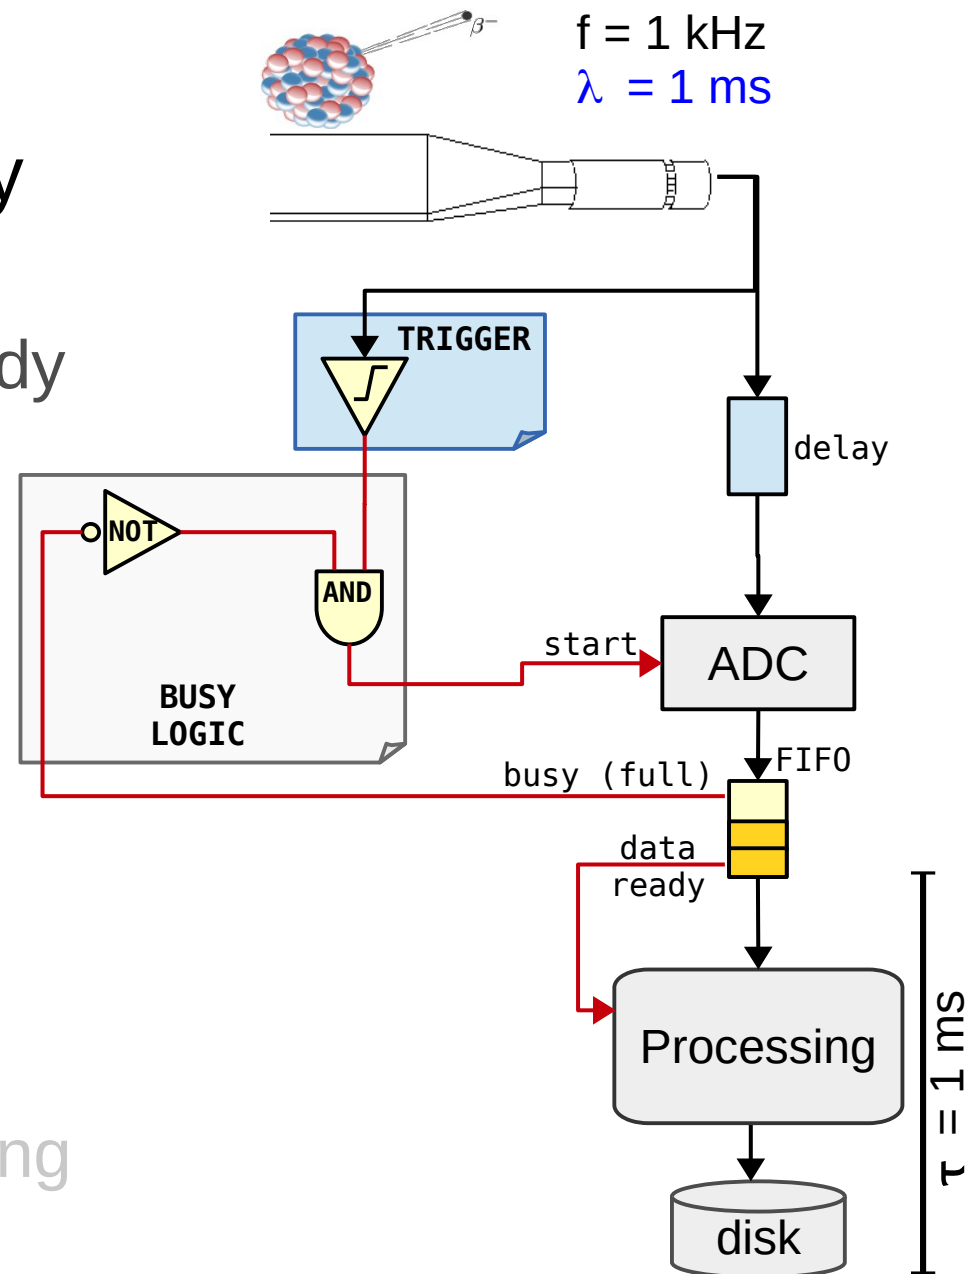 β⁻
f = 1 kHz
λ = 1 ms
y
TRIGGER
dy
delay
NOT
AND
start
ADC
BUSY
LOGIC
FIFO
busy (full)
data
ready
Processing
τ = 1 ms
ng
disk